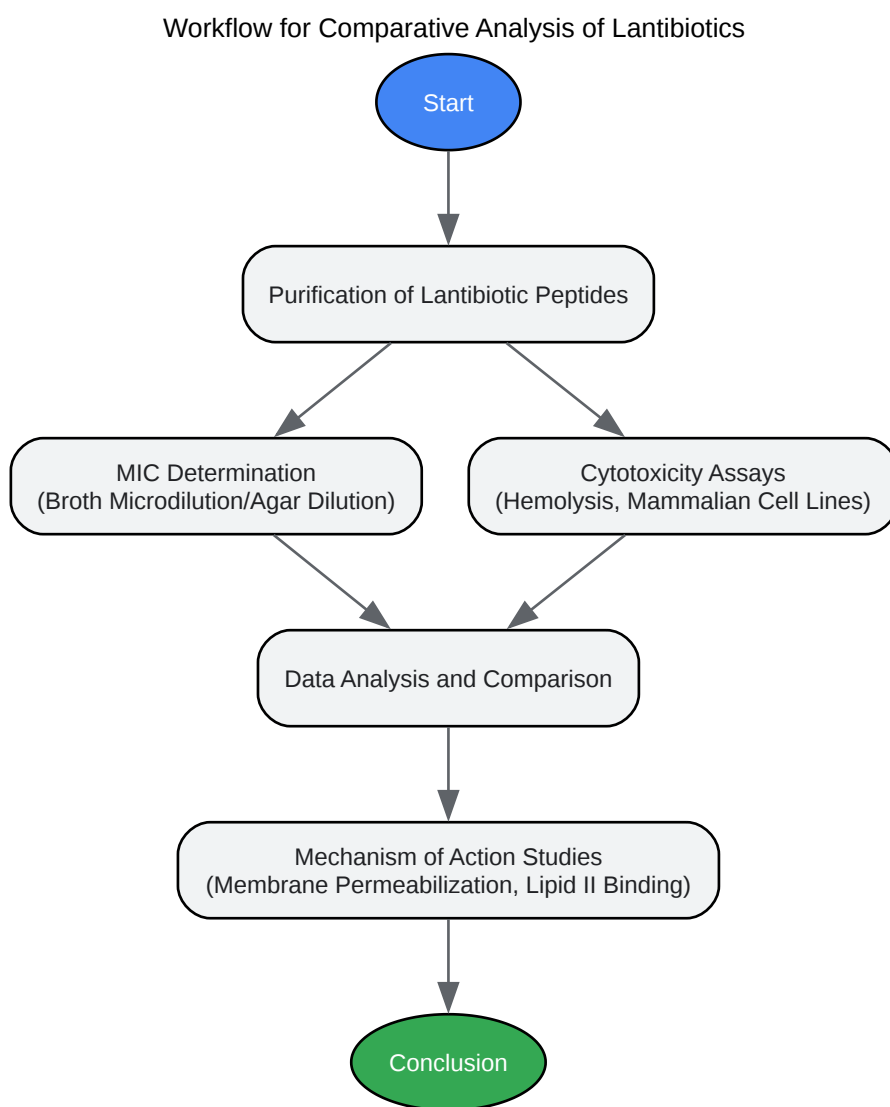 Workflow for Comparative Analysis of Lantibiotics
Start
Purification of Lantibiotic Peptides
MIC Determination
(Broth Microdilution/Agar Dilution)
Cytotoxicity Assays
(Hemolysis, Mammalian Cell Lines)
Data Analysis and Comparison
Mechanism of Action Studies
(Membrane Permeabilization, Lipid II Binding)
Conclusion